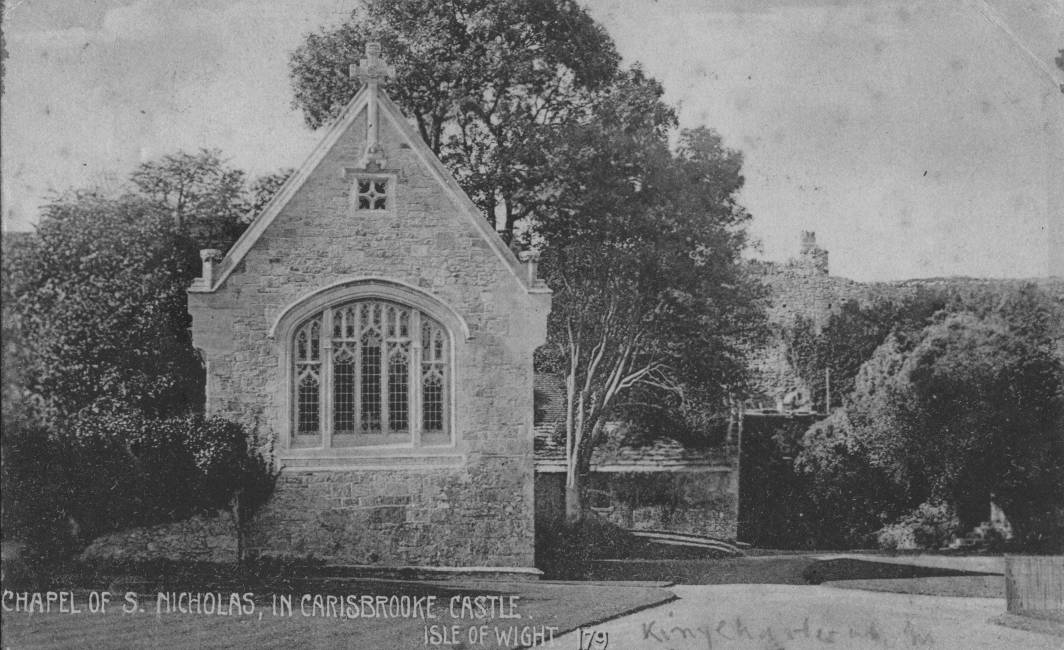 CHAPEL OF S. NICHOLAS, IN CARISBROOKE CASTLE.
ISLE OF WIGHT. 179